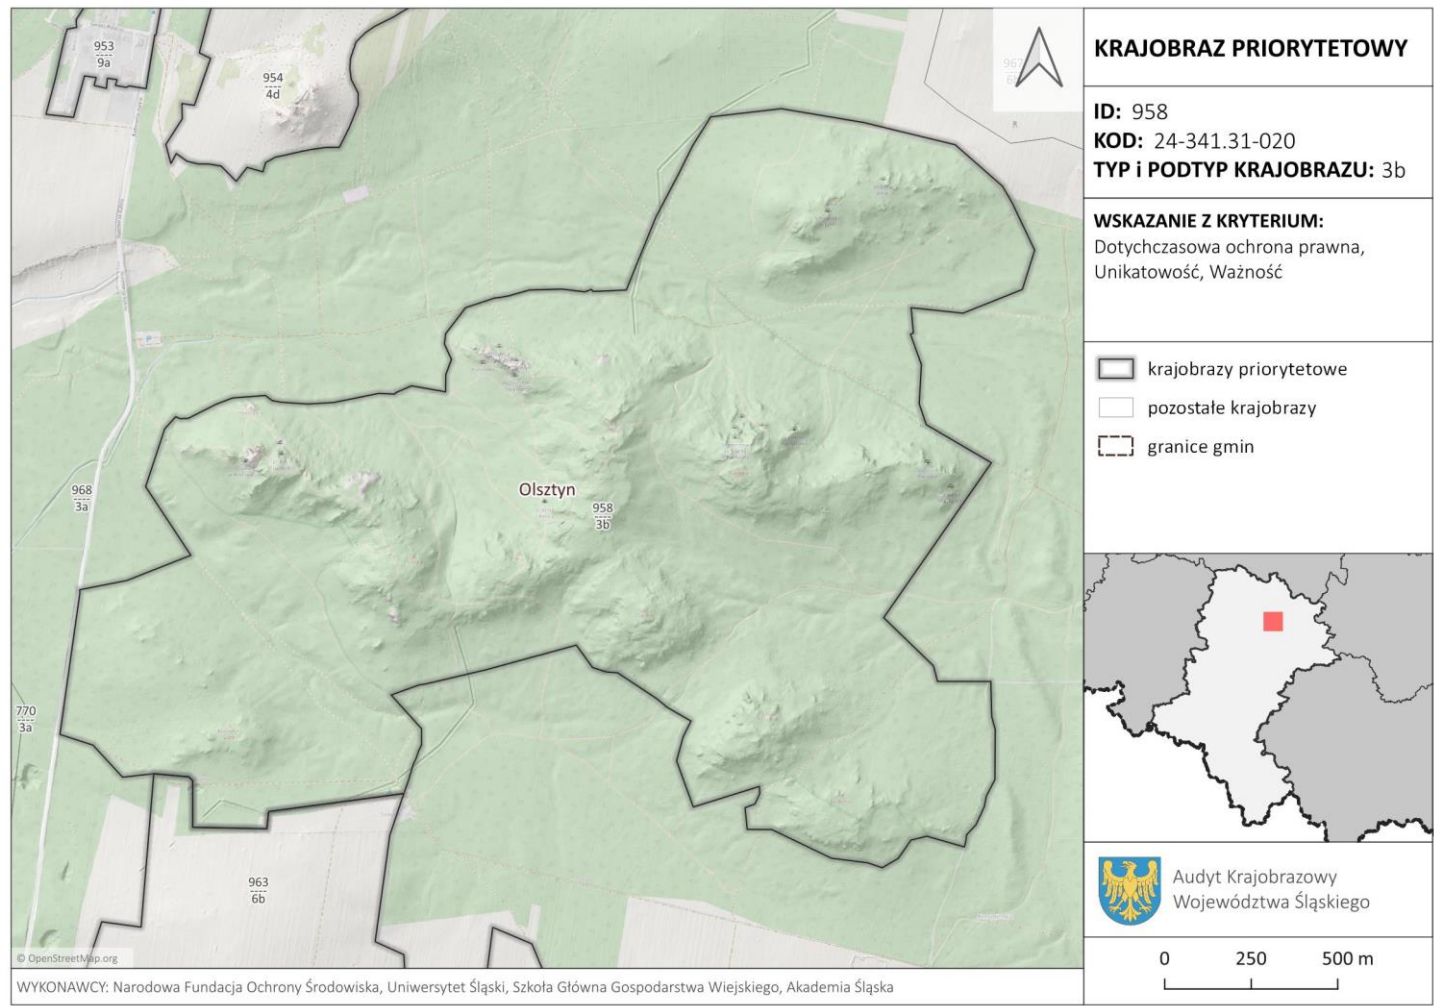 953
9a
954
4d
KRAJOBRAZ PRIORYTETOWY
ID: 958
KOD: 24-341.31-020
TYP i PODTYP KRAJOBRAZU: 3b
WSKAZANIE Z KRYTERIUM:
Dotychczasowa ochrona prawna,
Unikatowość, Ważność
krajobrazy priorytetowe
pozostałe krajobrazy
granice gmin
968
3a
Olsztyn
958
3b
770
3a
963
6b
Audyt Krajobrazowy
Województwa Śląskiego
0 250 500 m
© OpenStreetMap.org
WYKONAWCY: Narodowa Fundacja Ochrony Środowiska, Uniwersytet Śląski, Szkoła Główna Gospodarstwa Wiejskiego, Akademia Śląska